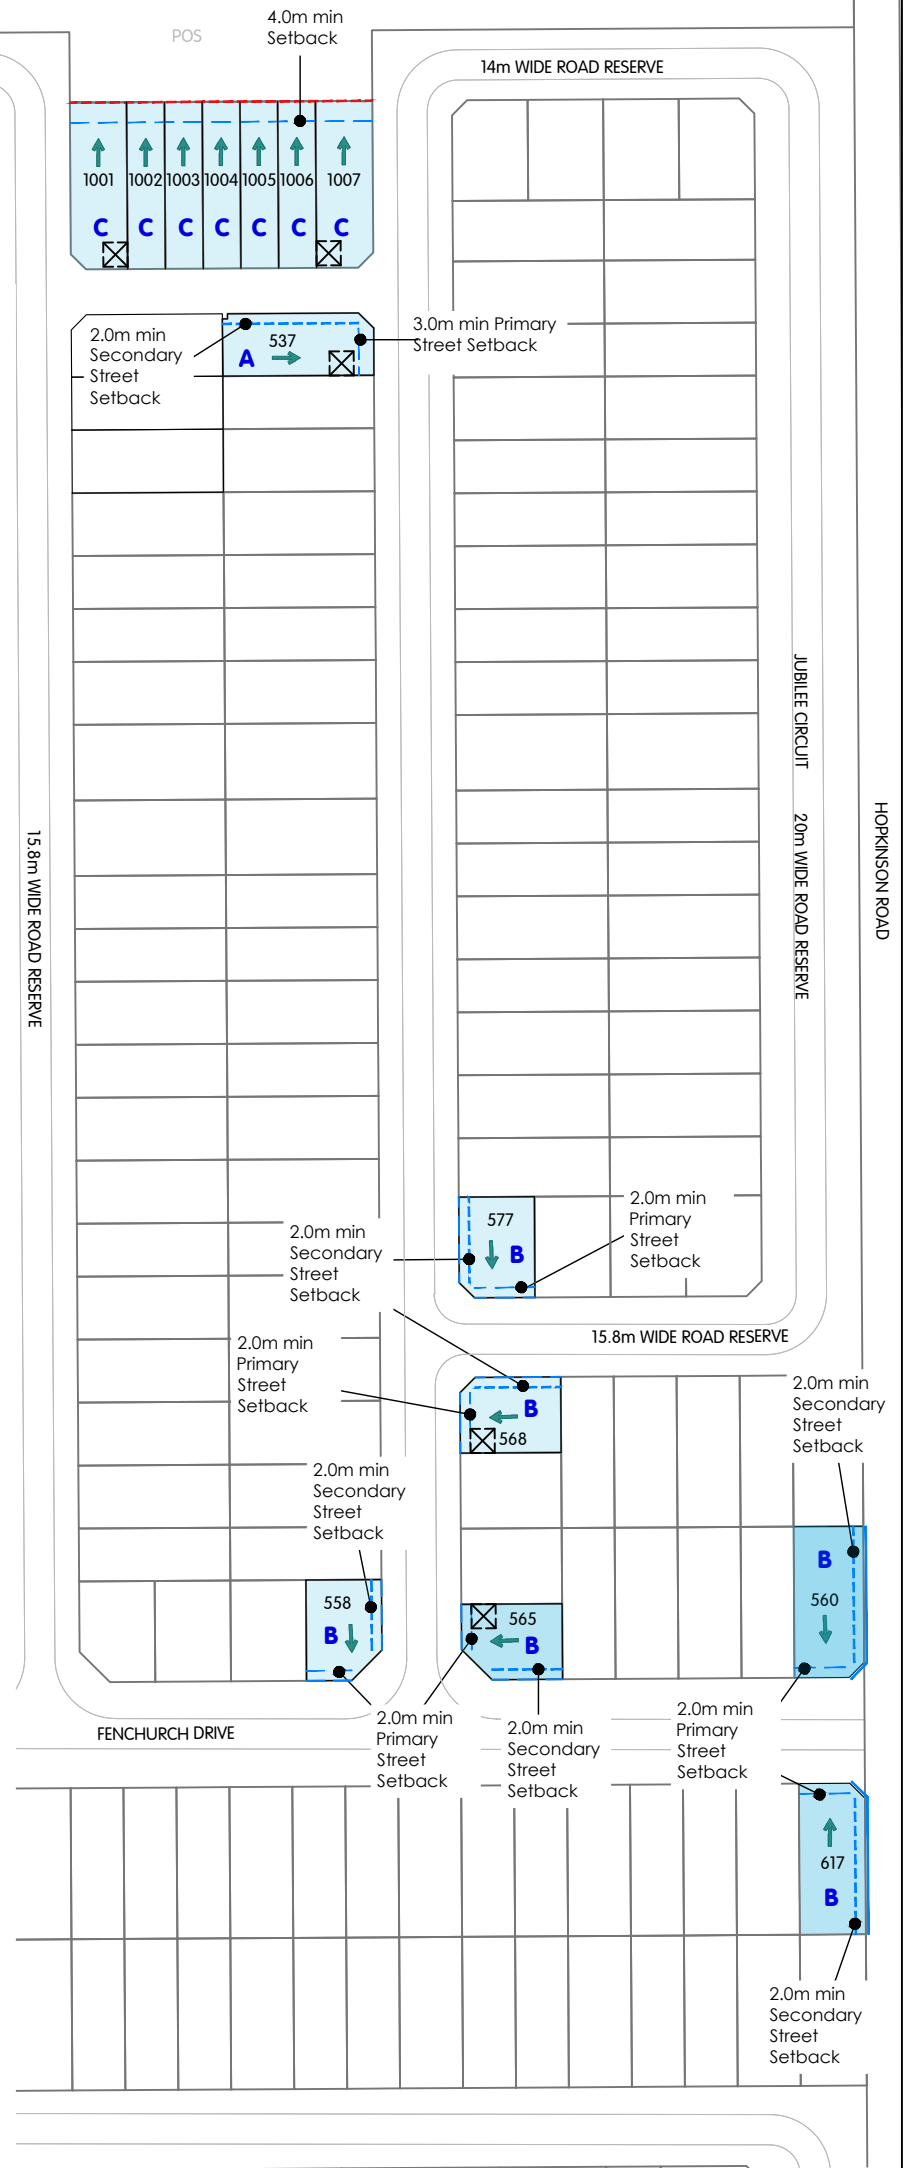 4.0m min
Setback
POS
14m WIDE ROAD RESERVE
1001
1002
1003
1004
1005
1006
1007
C
C
C
C
C
C
C
2.0m min
Secondary
Street
Setback
537
A
3.0m min Primary
Street Setback
JUBILEE CIRCUIT
20m WIDE ROAD RESERVE
HOPKINSON ROAD
15.8m WIDE ROAD RESERVE
577
B
2.0m min
Primary
Street
Setback
2.0m min
Secondary
Street
Setback
15.8m WIDE ROAD RESERVE
2.0m min
Primary
Street
Setback
B
568
2.0m min
Secondary
Street
Setback
2.0m min
Secondary
Street
Setback
558
B
565
B
B
560
2.0m min
Primary
Street
Setback
2.0m min
Secondary
Street
Setback
2.0m min
Primary
Street
Setback
FENCHURCH DRIVE
617
B
2.0m min
Secondary
Street
Setback